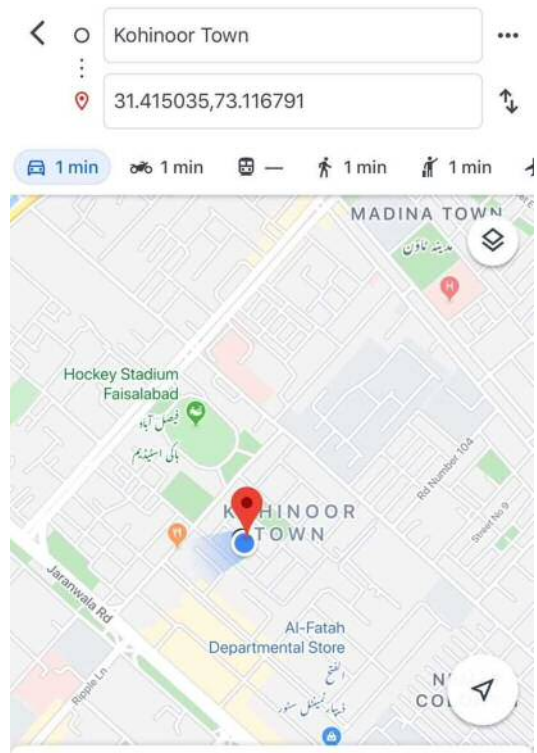 Kohinoor Town
31.415035,73.116791
1 min
1 min
—
1 min
1 min
MADINA TOWN
مدینہ ٹاؤن
H
Hockey Stadium
Faisalabad
فیصل آباد
ہاکی اسٹیڈیم
Rd Number 104
Street No 9
KOHINOOR
TOWN
Jaranwala Rd
Al-Fatah
Departmental Store
الفتح
ڈیپارٹمینٹل سٹور
Ripple Ln